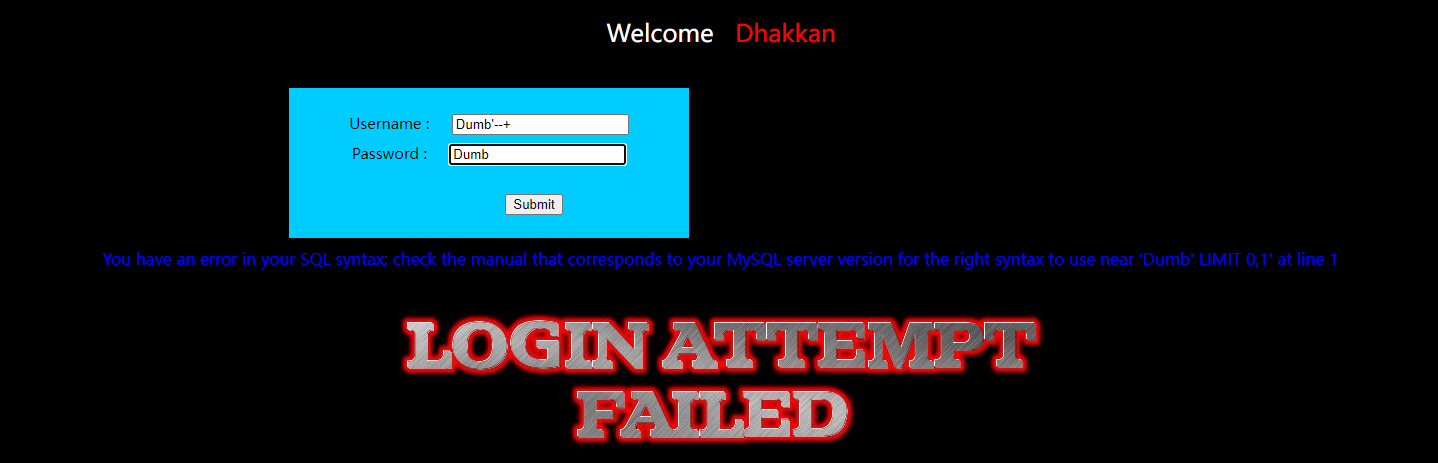 Welcome Dhakkan
Username : Dumb'--+
Password : Dumb
Submit
You have an error in your SQL syntax; check the manual that corresponds to your MySQL server version for the right syntax to use near 'Dumb' LIMIT 0,1' at line 1
LOGIN ATTEMPT
FAILED